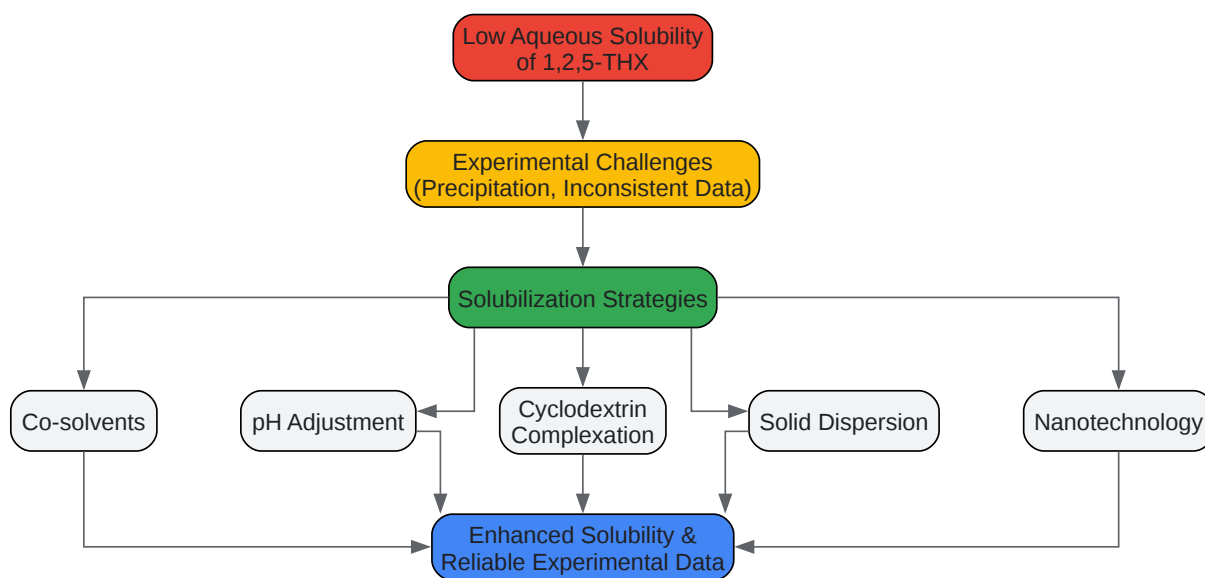 Low Aqueous Solubility
of 1,2,5-THX
Experimental Challenges
(Precipitation, Inconsistent Data)
Solubilization Strategies
Co-solvents
pH Adjustment
Cyclodextrin
Complexation
Solid Dispersion
Nanotechnology
Enhanced Solubility &
Reliable Experimental Data